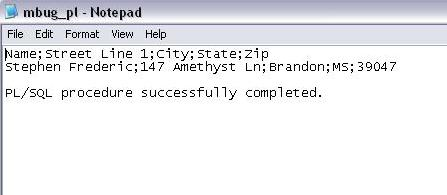 mbug_pl - Notepad
File Edit Format View Help
Name;Street Line 1;City;State;Zip
Stephen Frederic;147 Amethyst Ln;Brandon;MS;39047
PL/SQL procedure successfully completed.